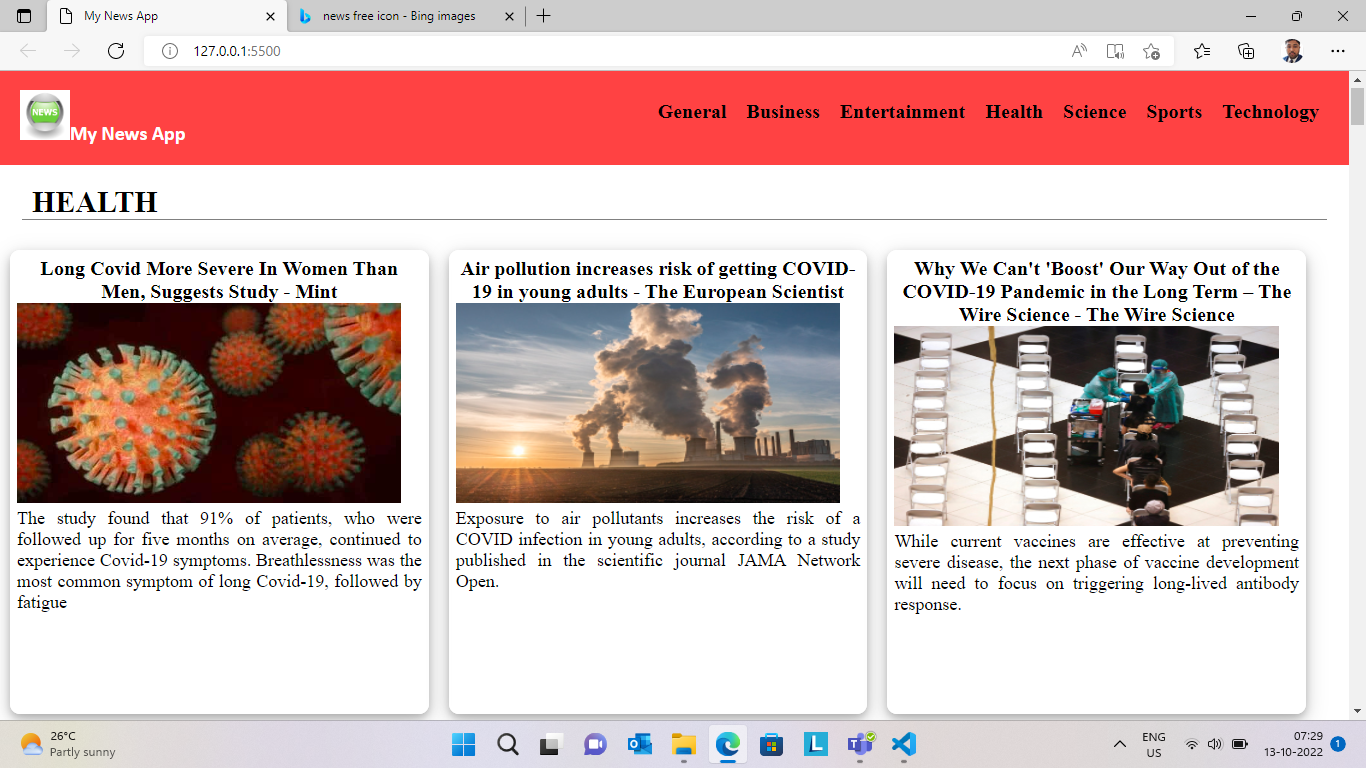 My News App
news free icon - Bing images
127.0.0.1:5500
NEWS
My News App
General Business Entertainment Health Science Sports Technology
HEALTH
Long Covid More Severe In Women Than
Men, Suggests Study - Mint
The study found that 91% of patients, who were
followed up for five months on average, continued to
experience Covid-19 symptoms. Breathlessness was the
most common symptom of long Covid-19, followed by
fatigue
Air pollution increases risk of getting COVID-
19 in young adults - The European Scientist
Exposure to air pollutants increases the risk of a
COVID infection in young adults, according to a study
published in the scientific journal JAMA Network
Open.
Why We Can't 'Boost' Our Way Out of the
COVID-19 Pandemic in the Long Term – The
Wire Science - The Wire Science
While current vaccines are effective at preventing
severe disease, the next phase of vaccine development
will need to focus on triggering long-lived antibody
response.
26°C
Partly sunny
ENG
US
07:29
13-10-2022
1